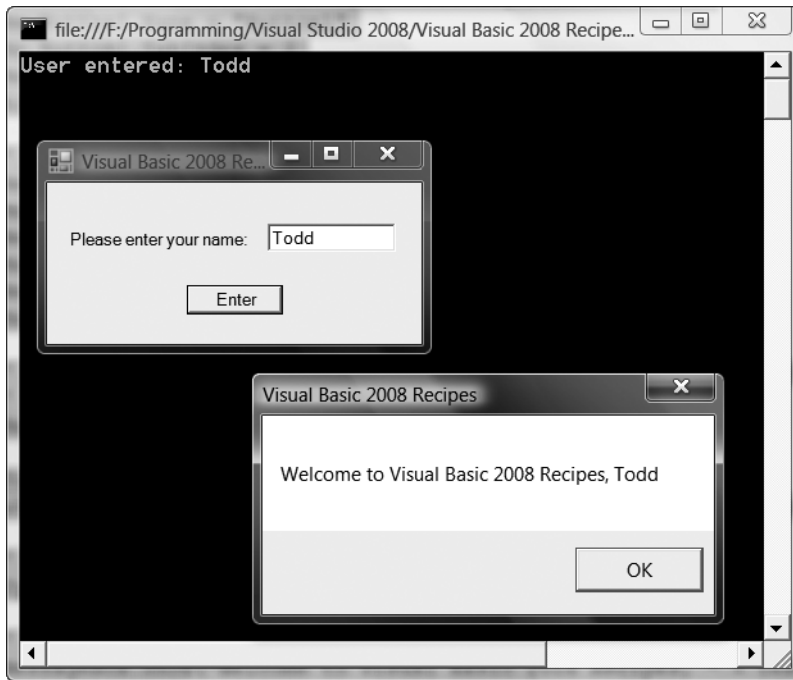 file:///F:/Programming/Visual Studio 2008/Visual Basic 2008 Recipe...
User entered: Todd
Visual Basic 2008 Re...
Please enter your name: Todd
Enter
Visual Basic 2008 Recipes
Welcome to Visual Basic 2008 Recipes, Todd
OK